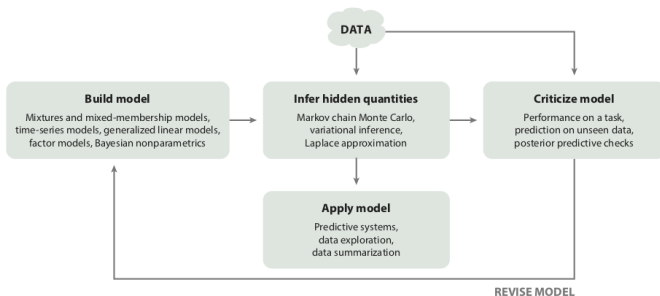 DATA
Build model
Mixtures and mixed-membership models,
time-series models, generalized linear models,
factor models, Bayesian nonparametrics
Infer hidden quantities
Markov chain Monte Carlo,
variational inference,
Laplace approximation
Criticize model
Performance on a task,
prediction on unseen data,
posterior predictive checks
Apply model
Predictive systems,
data exploration,
data summarization
REVISE MODEL